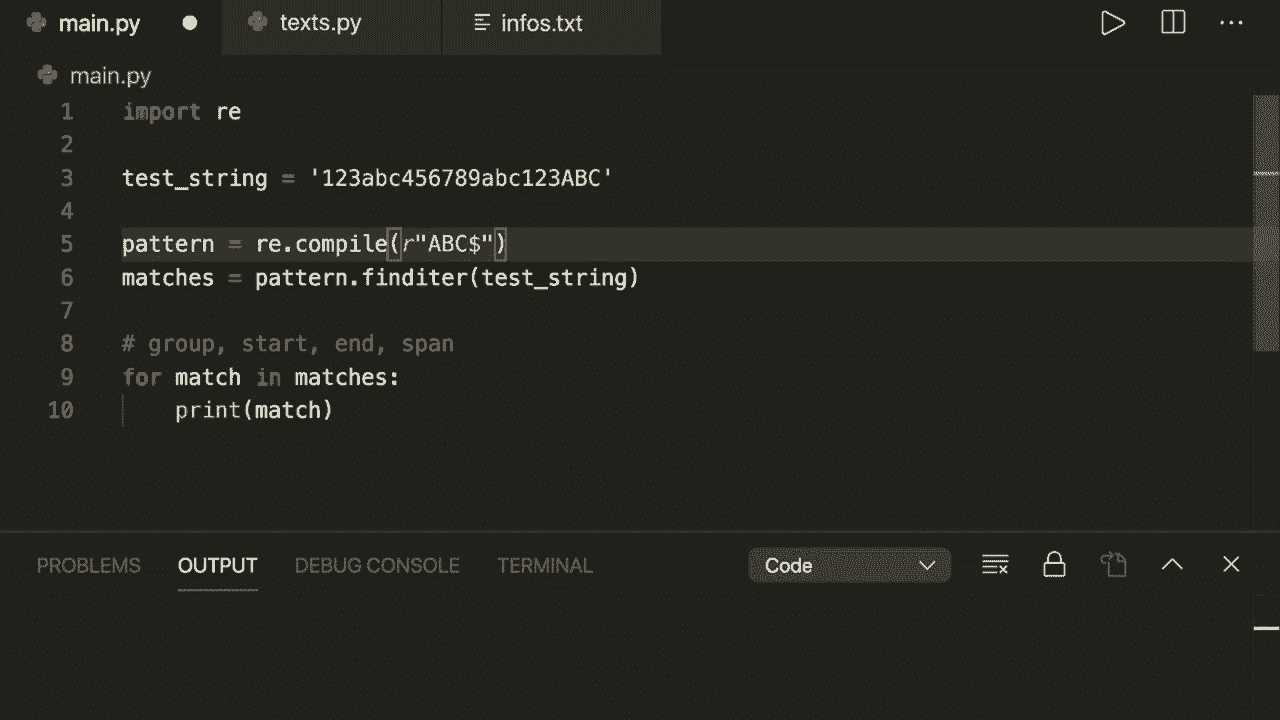 main.py texts.py infos.txt
main.py
1 import re
2
3 test_string = '123abc456789abc123ABC'
4
5 pattern = re.compile(r"ABC$")
6 matches = pattern.finditer(test_string)
7
8 # group, start, end, span
9 for match in matches:
10 print(match)
PROBLEMS OUTPUT DEBUG CONSOLE TERMINAL Code